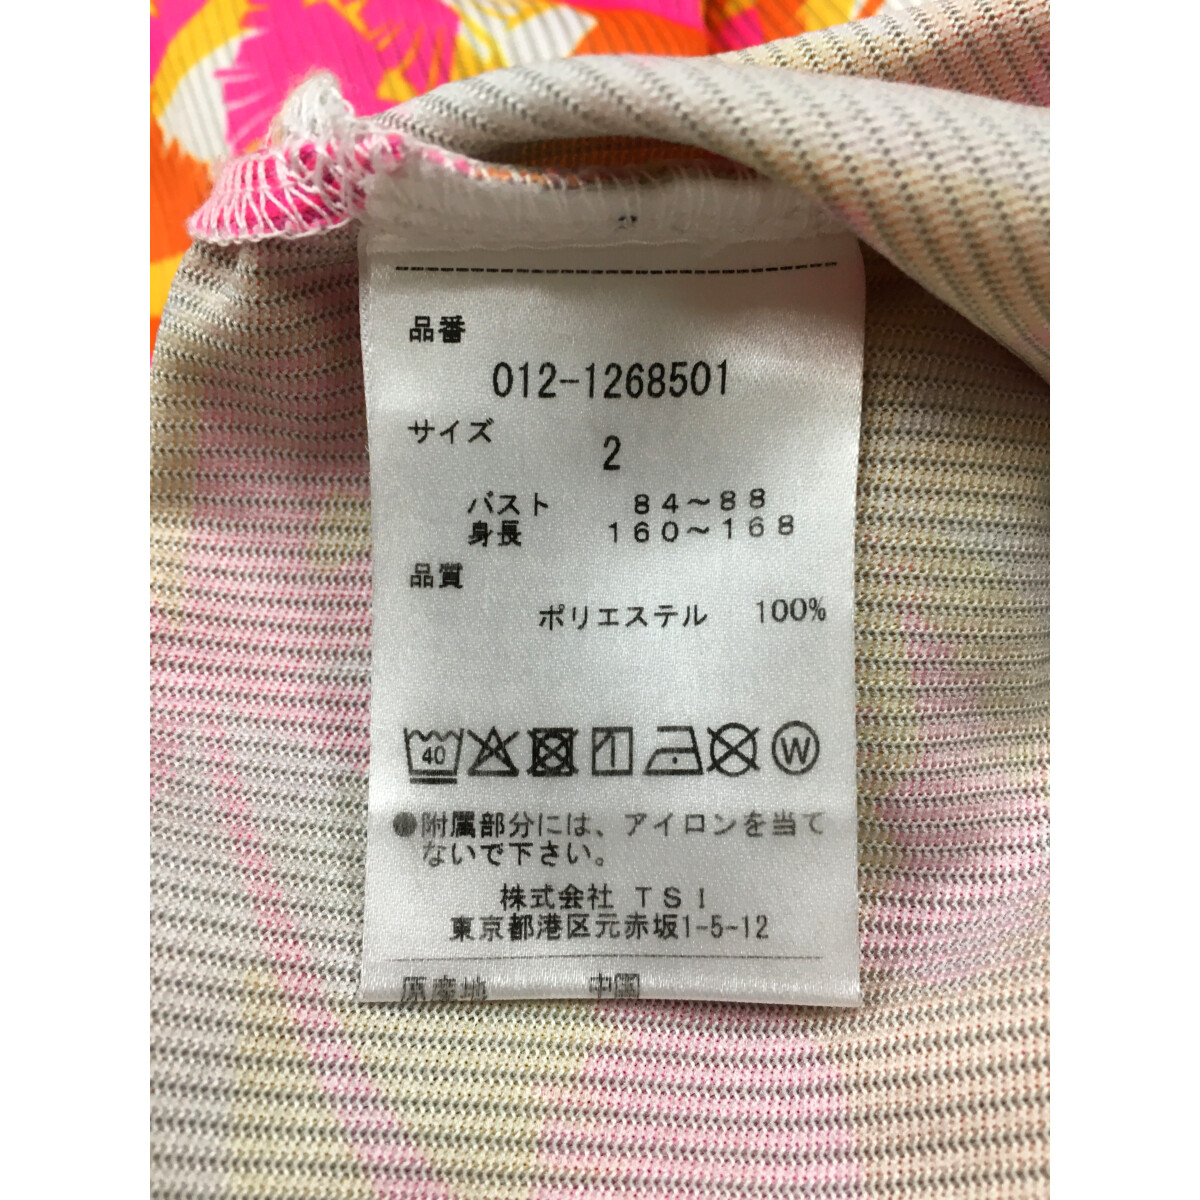 品番
012-1268501
サイズ
2
バスト 84～88
身長 160～168
品質
ポリエステル 100%
40
W
●附属部分には、アイロンを当て
ないで下さい。
株式会社 TSI
東京都港区元赤坂1-5-12
原産地 中国